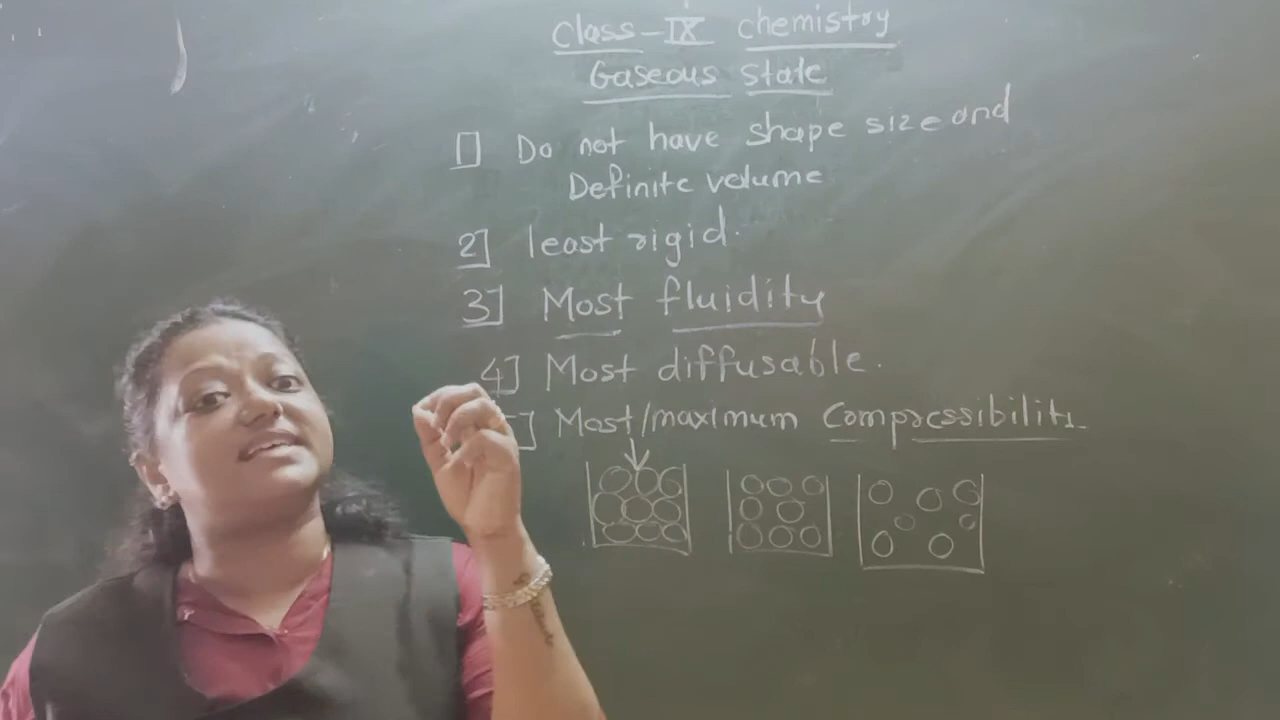 Class-IX chemistry
Gaseous state
1] Do not have shape size and
Definite volume
2] least rigid.
3] Most fluidity
4] Most diffusable.
5] Most/maximum Compressibility